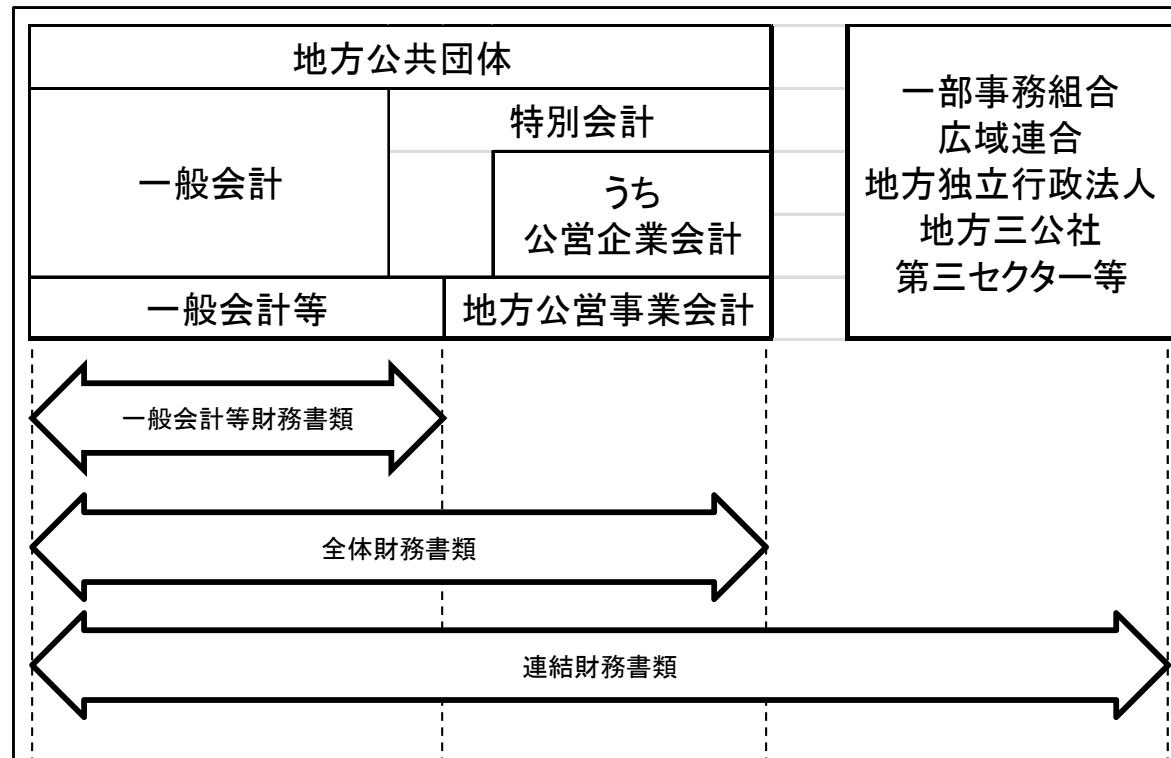 地方公共団体
一般会計
特別会計
うち
公営企業会計
一般会計等
地方公営事業会計
一部事務組合
広域連合
地方独立行政法人
地方三公社
第三セクター等
一般会計等財務書類
全体財務書類
連結財務書類